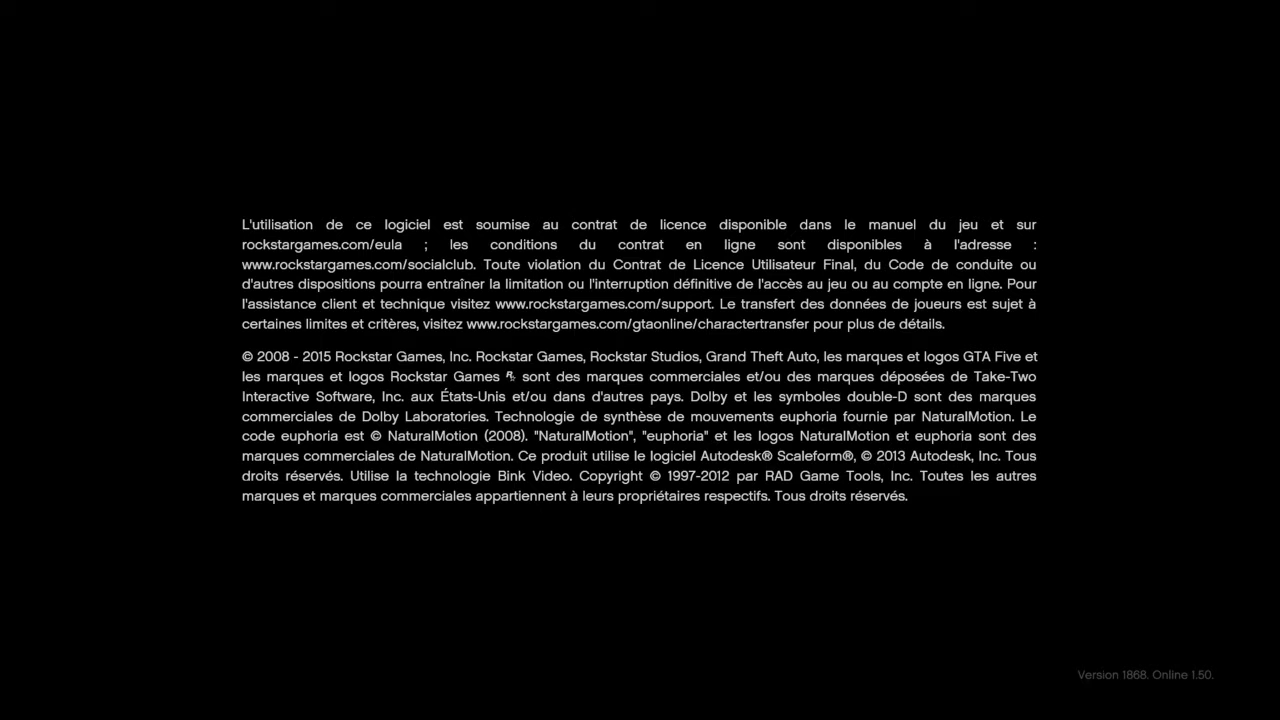 L'utilisation de ce logiciel est soumise au contrat de licence disponible dans le manuel du jeu et sur
rockstargames.com/eula ; les conditions du contrat en ligne sont disponibles à l'adresse :
www.rockstargames.com/socialclub. Toute violation du Contrat de Licence Utilisateur Final, du Code de conduite ou
d'autres dispositions pourra entraîner la limitation ou l'interruption définitive de l'accès au jeu ou au compte en ligne. Pour
l'assistance client et technique visitez www.rockstargames.com/support. Le transfert des données de joueurs est sujet à
certaines limites et critères, visitez www.rockstargames.com/gtaonline/charactertransfer pour plus de détails.
© 2008 - 2015 Rockstar Games, Inc. Rockstar Games, Rockstar Studios, Grand Theft Auto, les marques et logos GTA Five et
les marques et logos Rockstar Games R* sont des marques commerciales et/ou des marques déposées de Take-Two
Interactive Software, Inc. aux États-Unis et/ou dans d'autres pays. Dolby et les symboles double-D sont des marques
commerciales de Dolby Laboratories. Technologie de synthèse de mouvements euphoria fournie par NaturalMotion. Le
code euphoria est © NaturalMotion (2008). "NaturalMotion", "euphoria" et les logos NaturalMotion et euphoria sont des
marques commerciales de NaturalMotion. Ce produit utilise le logiciel Autodesk® Scaleform®, © 2013 Autodesk, Inc. Tous
droits réservés. Utilise la technologie Bink Video. Copyright © 1997-2012 par RAD Game Tools, Inc. Toutes les autres
marques et marques commerciales appartiennent à leurs propriétaires respectifs. Tous droits réservés.
Version 1868. Online 1.50.